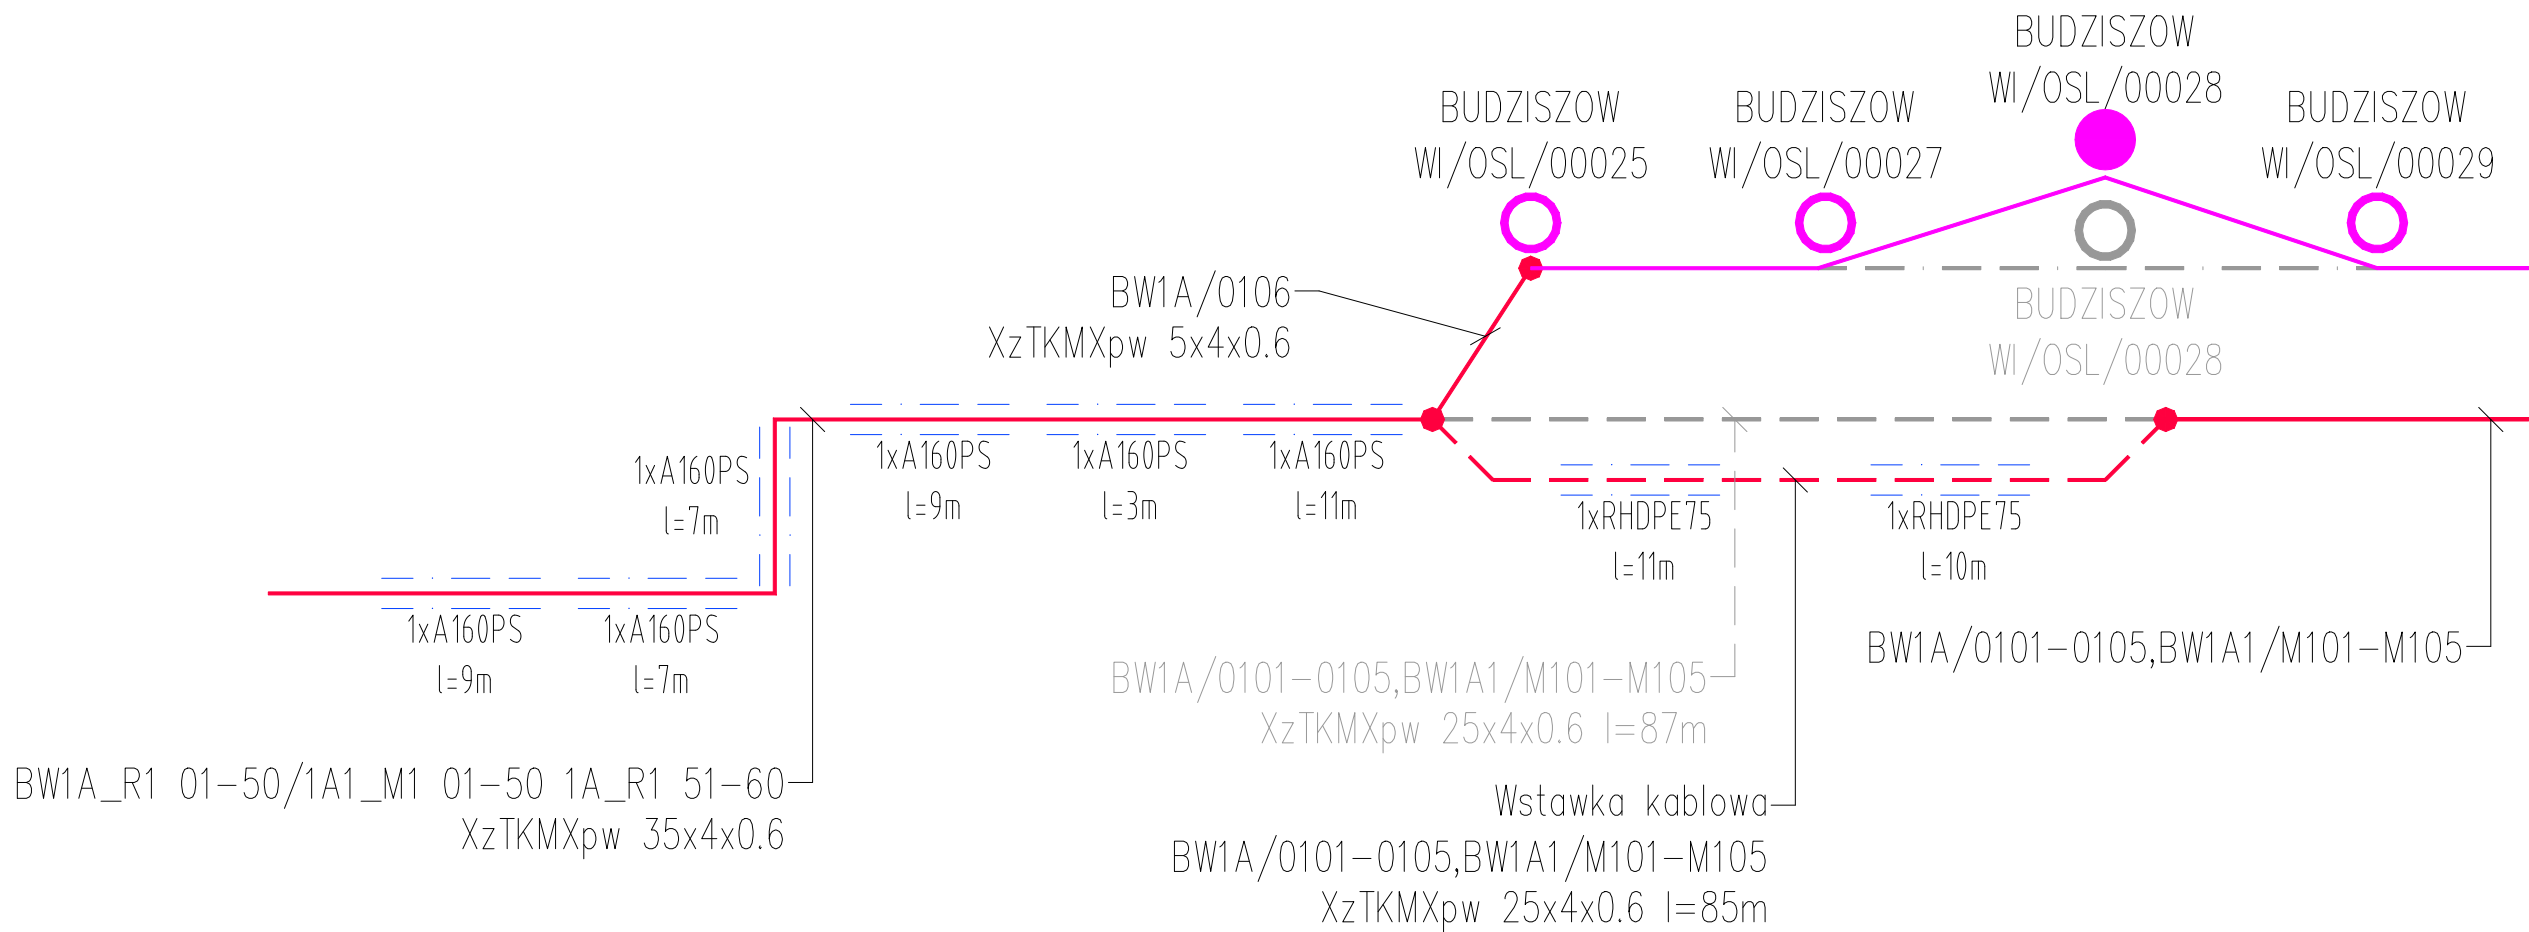 BUDZISZOW
WI/OSL/00028
BUDZISZOW
WI/OSL/00025
BUDZISZOW
WI/OSL/00027
BUDZISZOW
WI/OSL/00029
BW1A/0106
XzTKMXpw 5x4x0.6
BUDZISZOW
WI/OSL/00028
1xA160PS
l=7m
1xA160PS
l=9m
1xA160PS
l=3m
1xA160PS
l=11m
1xRHDPE75
l=11m
1xRHDPE75
l=10m
1xA160PS
l=9m
1xA160PS
l=7m
BW1A/0101-0105,BW1A1/M101-M105
BW1A/0101-0105,BW1A1/M101-M105
XzTKMXpw 25x4x0.6 l=87m
BW1A_R1 01-50/1A1_M1 01-50 1A_R1 51-60
XzTKMXpw 35x4x0.6
Wstawka kablowa
BW1A/0101-0105,BW1A1/M101-M105
XzTKMXpw 25x4x0.6 l=85m